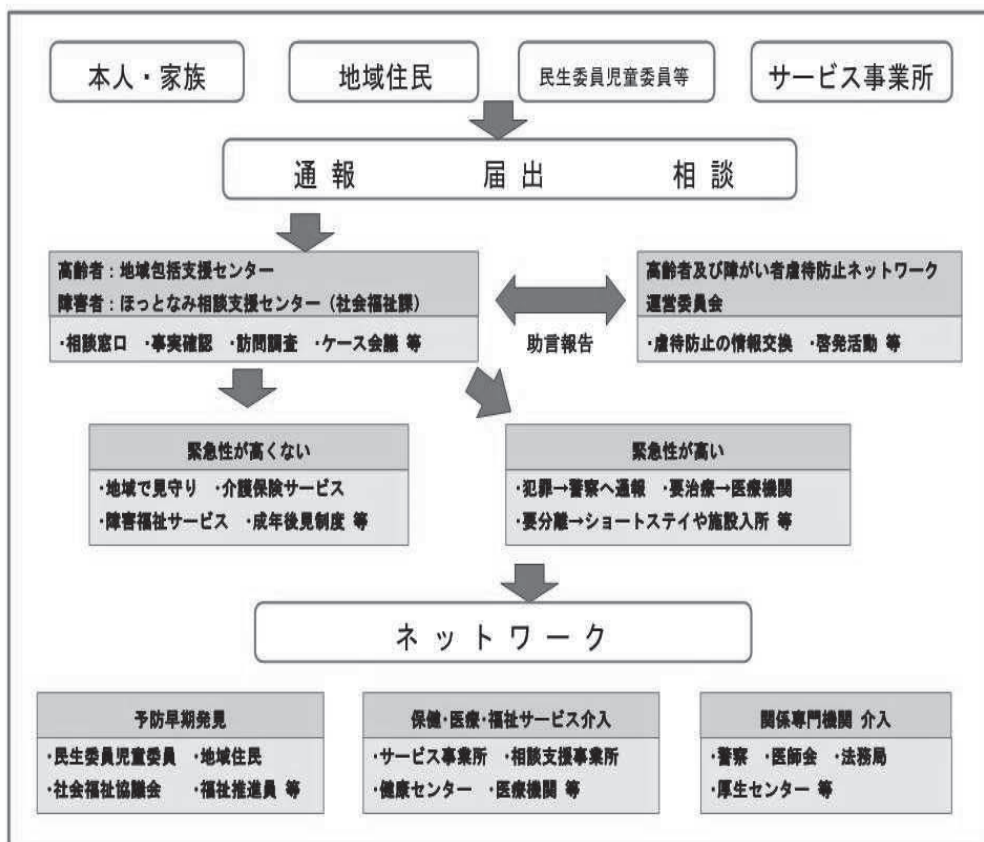 本人・家族
地域住民
民生委員児童委員等
サービス事業所
通報 届出 相談
高齢者:地域包括支援センター
障害者:ほっとなみ相談支援センター(社会福祉課)
・相談窓口 ・事実確認 ・訪問調査 ・ケース会議 等
助言報告
高齢者及び障がい者虐待防止ネットワーク
運営委員会
・虐待防止の情報交換 ・啓発活動 等
緊急性が高くない
・地域で見守り ・介護保険サービス
・障害福祉サービス ・成年後見制度 等
緊急性が高い
・犯罪→警察へ通報 ・要治療→医療機関
・要分離→ショートステイや施設入所 等
ネットワーク
予防早期発見
・民生委員児童委員 ・地域住民
・社会福祉協議会 ・福祉推進員 等
保健・医療・福祉サービス介入
・サービス事業所 ・相談支援事業所
・健康センター ・医療機関 等
関係専門機関 介入
・警察 ・医師会 ・法務局
・厚生センター 等